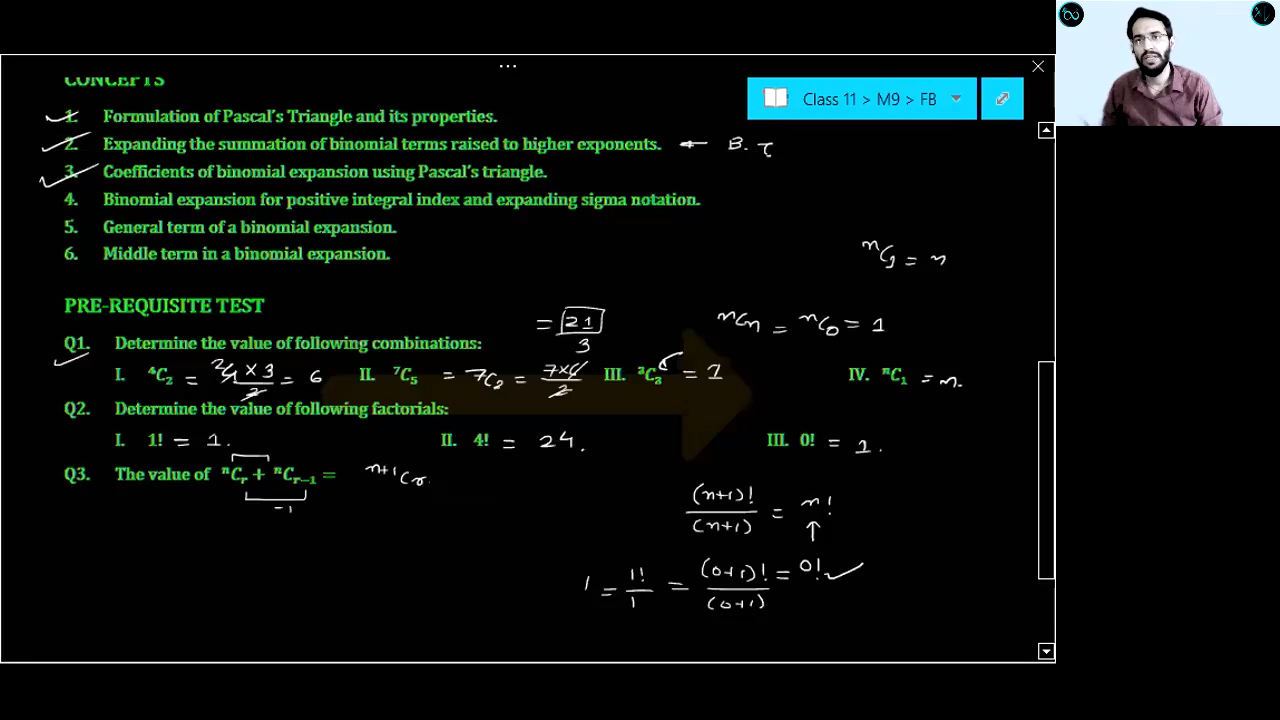 CONCEPTS
Class 11 > M9 > FB
1. Formulation of Pascal's Triangle and its properties.
2. Expanding the summation of binomial terms raised to higher exponents. ← B. T
3. Coefficients of binomial expansion using Pascal's triangle.
4. Binomial expansion for positive integral index and expanding sigma notation.
5. General term of a binomial expansion.
6. Middle term in a binomial expansion.
ⁿC₁ = n
PRE-REQUISITE TEST
ⁿCₙ = ⁿC₀ = 1
= 21
3
Q1. Determine the value of following combinations:
I. ⁴C₂ = 4 × 3 / 2 = 6 II. ⁷C₅ = 7C₂ = 7×6 / 2 III. ³C₃ = 1 IV. ⁿC₁ = n.
Q2. Determine the value of following factorials:
I. 1! = 1. II. 4! = 24. III. 0! = 1.
Q3. The value of ⁿCᵣ + ⁿCᵣ₋₁ = ⁿ⁺¹Cᵣ.
-1
(n+1)! / (n+1) = n!
1 = 1! / 1 = (0+1)! / (0+1) = 0!